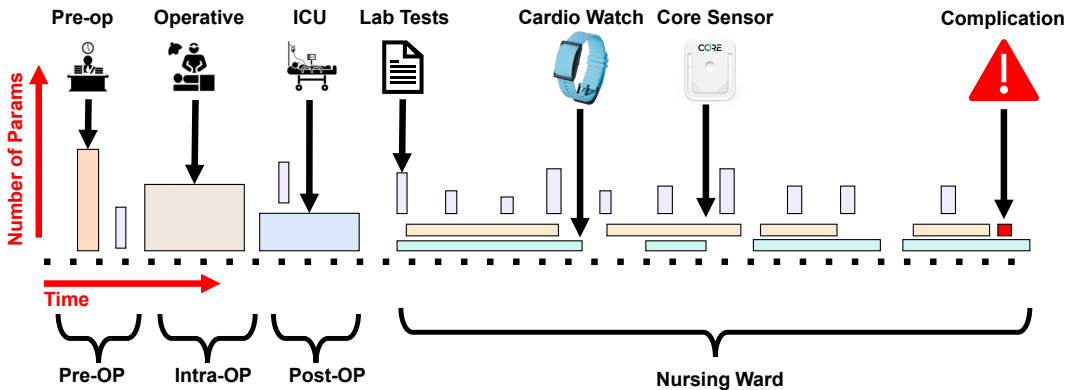 Pre-op
Operative
ICU
Lab Tests
Cardio Watch
Core Sensor
Complication
CORE
Number of Params
Time
Pre-OP
Intra-OP
Post-OP
Nursing Ward